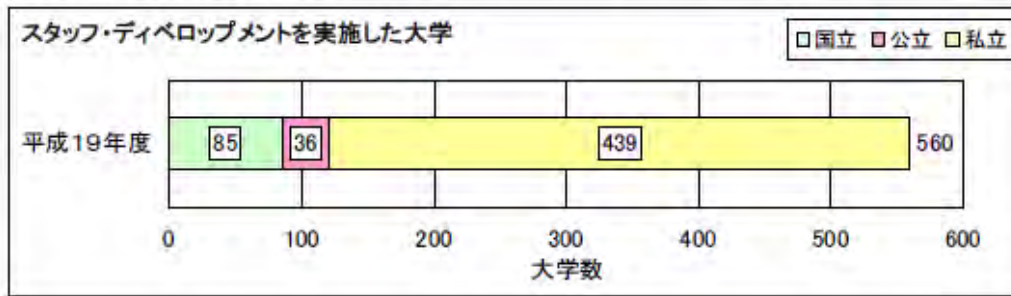 スタッフ・ディベロップメントを実施した大学
国立 公立 私立
平成19年度 85 36 439 560
0 100 200 300 400 500 600
大学数